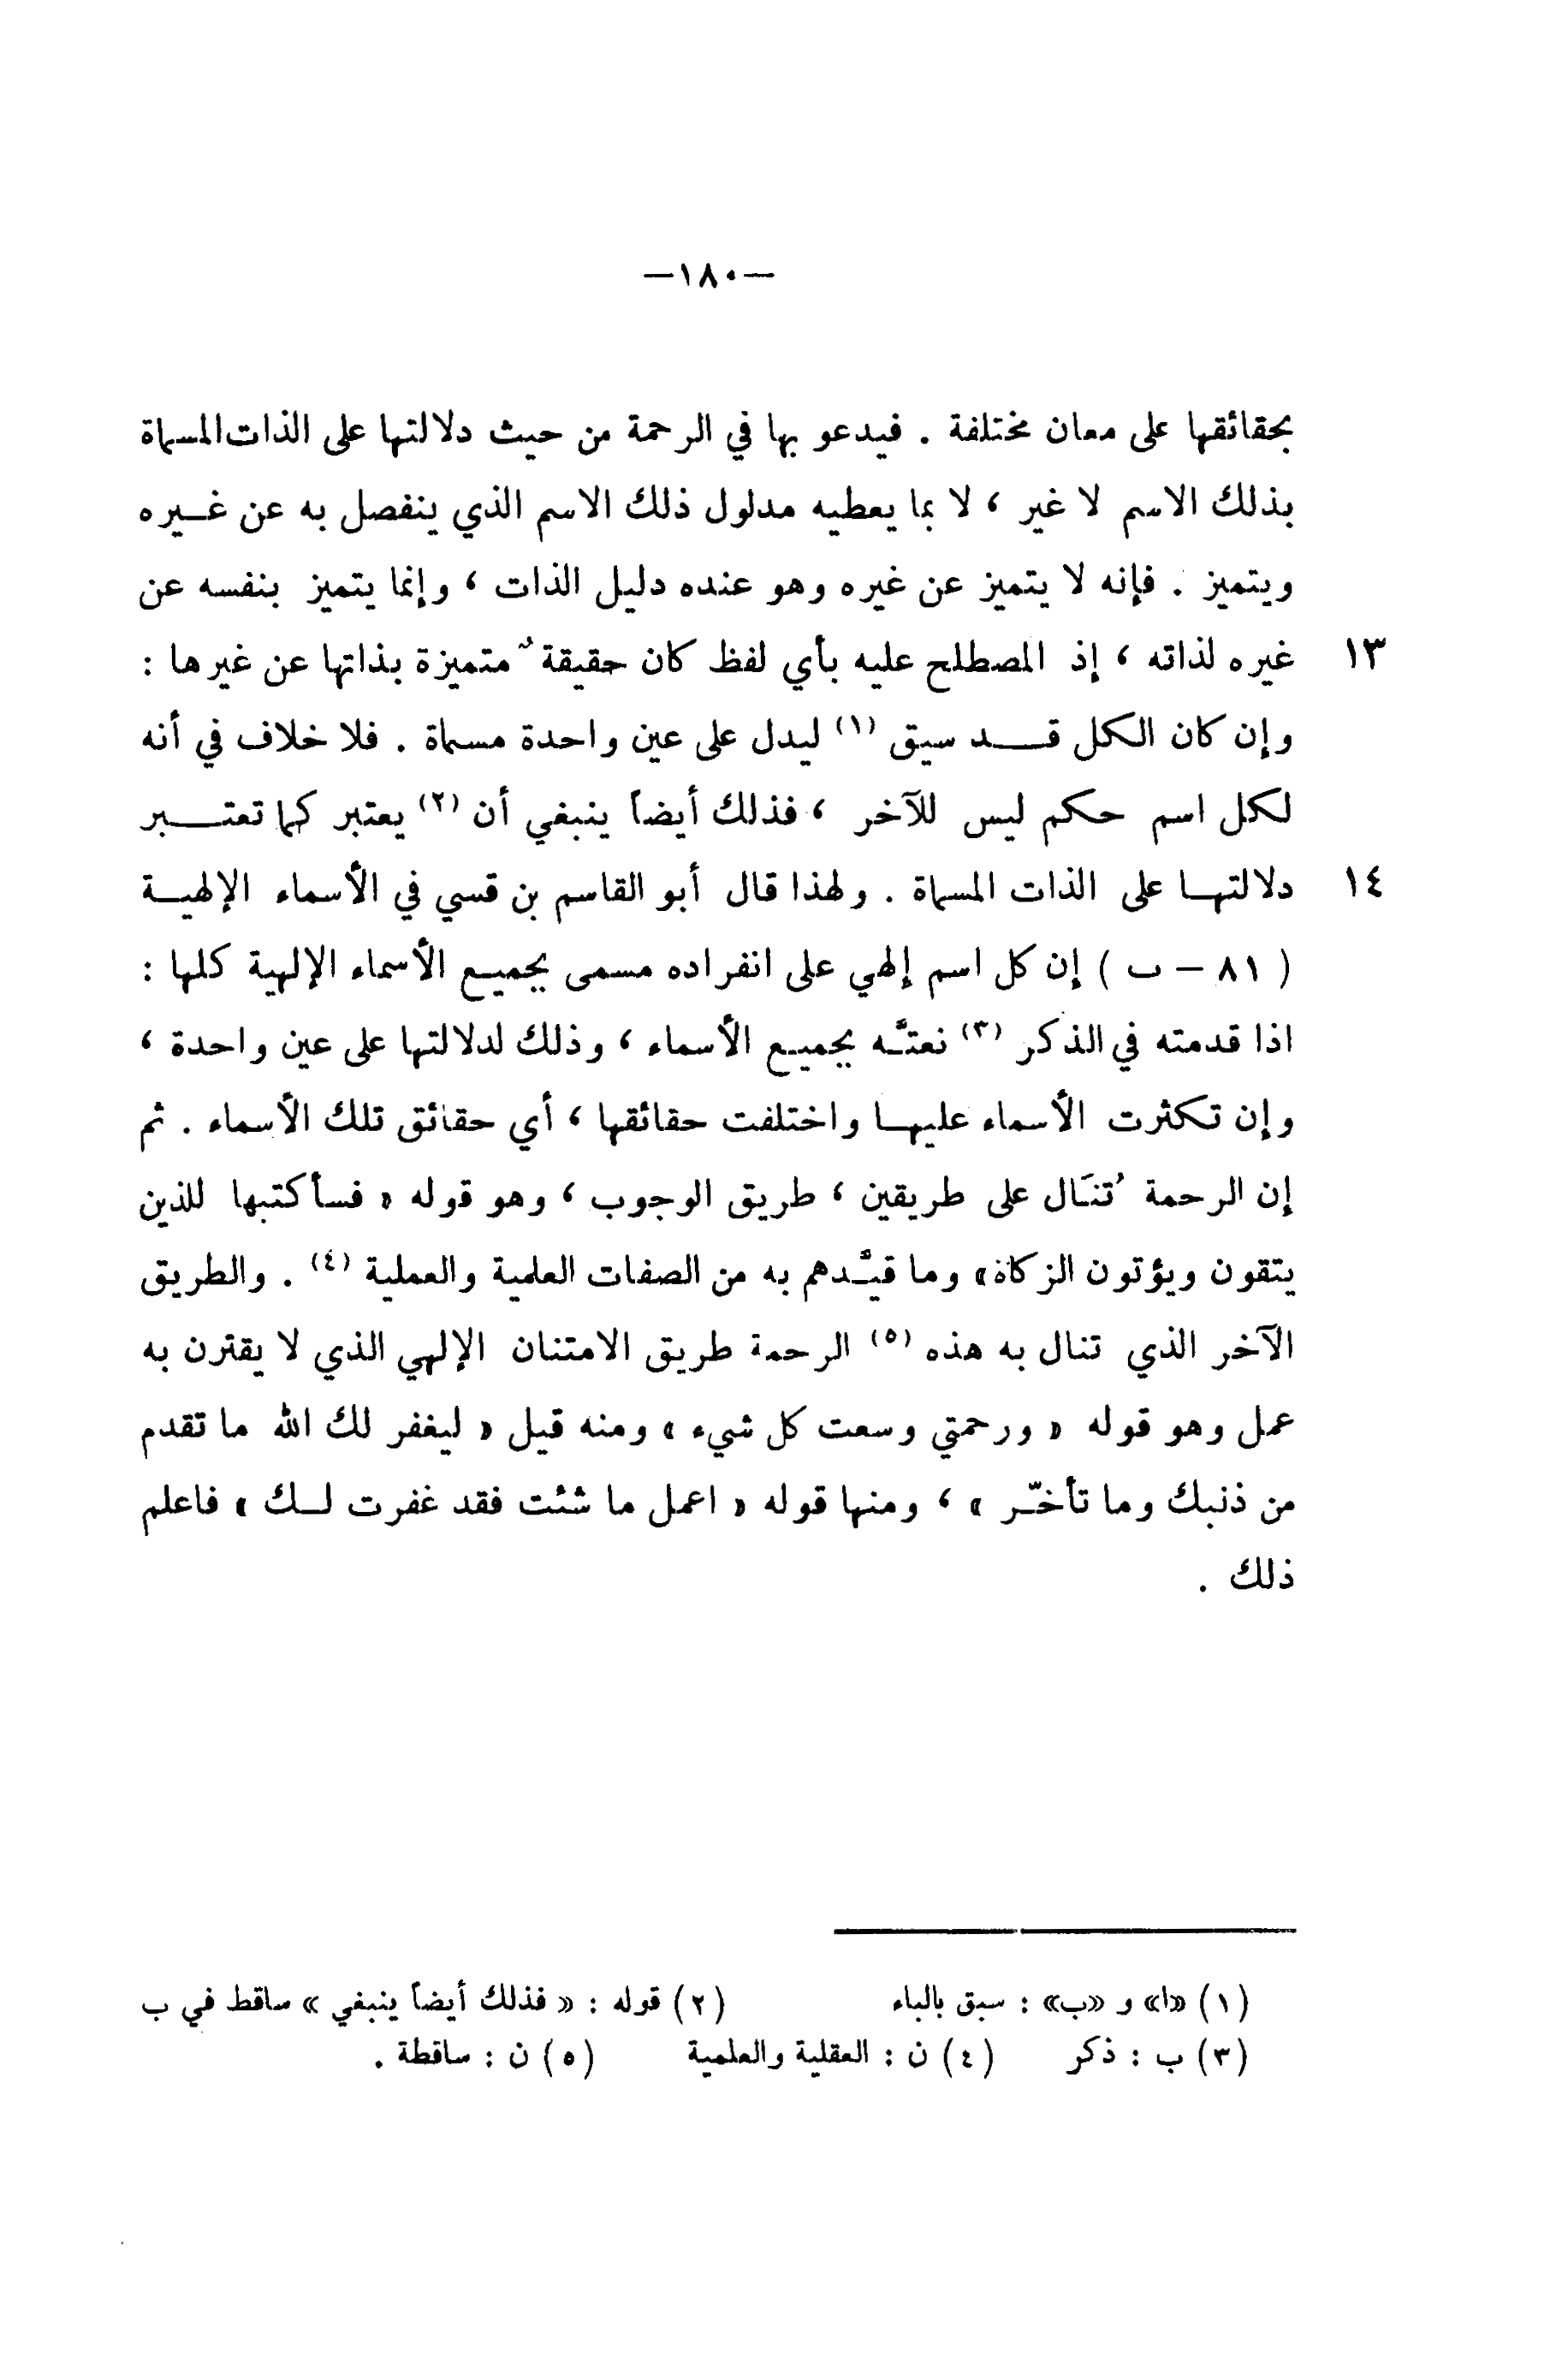 —١٨٠—
بحقائقها على معان مختلفة . فيدعو بها في الرحمة من حيث دلالتها على الذات المسماة
بذلك الاسم لا غير ، لا بما يعطيه مدلول ذلك الاسم الذي ينفصل به عن غـيره
ويتميز . فإنه لا يتميز عن غيره وهو عنده دليل الذات ، وإنما يتميز بنفسه عن
١٣ غيره لذاته ، إذ المصطلح عليه بأي لفظ كان حقيقةٌ متميزة بذاتها عن غيرها :
وإن كان الكل قــد سيق (١) ليدل على عين واحدة مسماة . فلا خلاف في أنه
لكل اسم حكم ليس للآخر ، فذلك أيضاً ينبغي أن (٢) يعتبر كما تعتــبر
١٤ دلالتهـا على الذات المسماة . ولهذا قال أبو القاسم بن قسي في الأسماء الإلهيـة
( ٨١ – ب ) إن كل اسم إلهي على انفراده مسمى بجميـع الأسماء الإلهية كلها :
اذا قدمته في الذكر (٣) نعتَّه بجميـع الأسماء ، وذلك لدلالتها على عين واحدة ،
وإن تكثرت الأسماء عليهـا واختلفت حقائقها ، أي حقائق تلك الأسماء . ثم
إن الرحمة تُنَال على طريقين ، طريق الوجوب ، وهو قوله « فسأكتبها للذين
يتقون ويؤتون الزكاة» وما قيَّدهم به من الصفات العلمية والعملية (٤) . والطريق
الآخر الذي تنال به هذه (٥) الرحمة طريق الامتنان الإلهي الذي لا يقترن به
عمل وهو قوله « ورحمتي وسعت كل شيء » ومنه قيل « ليغفر لك الله ما تقدم
من ذنبك وما تأخّر » ، ومنها قوله « اعمل ما شئت فقد غفرت لـك » فاعلم
ذلك .
(١) «ا» و «ب» : سبق بالباء (٢) قوله : « فذلك أيضاً ينبغي » ساقط في ب
(٣) ب : ذكر (٤) ن : العقلية والعلمية (٥) ن : ساقطة .